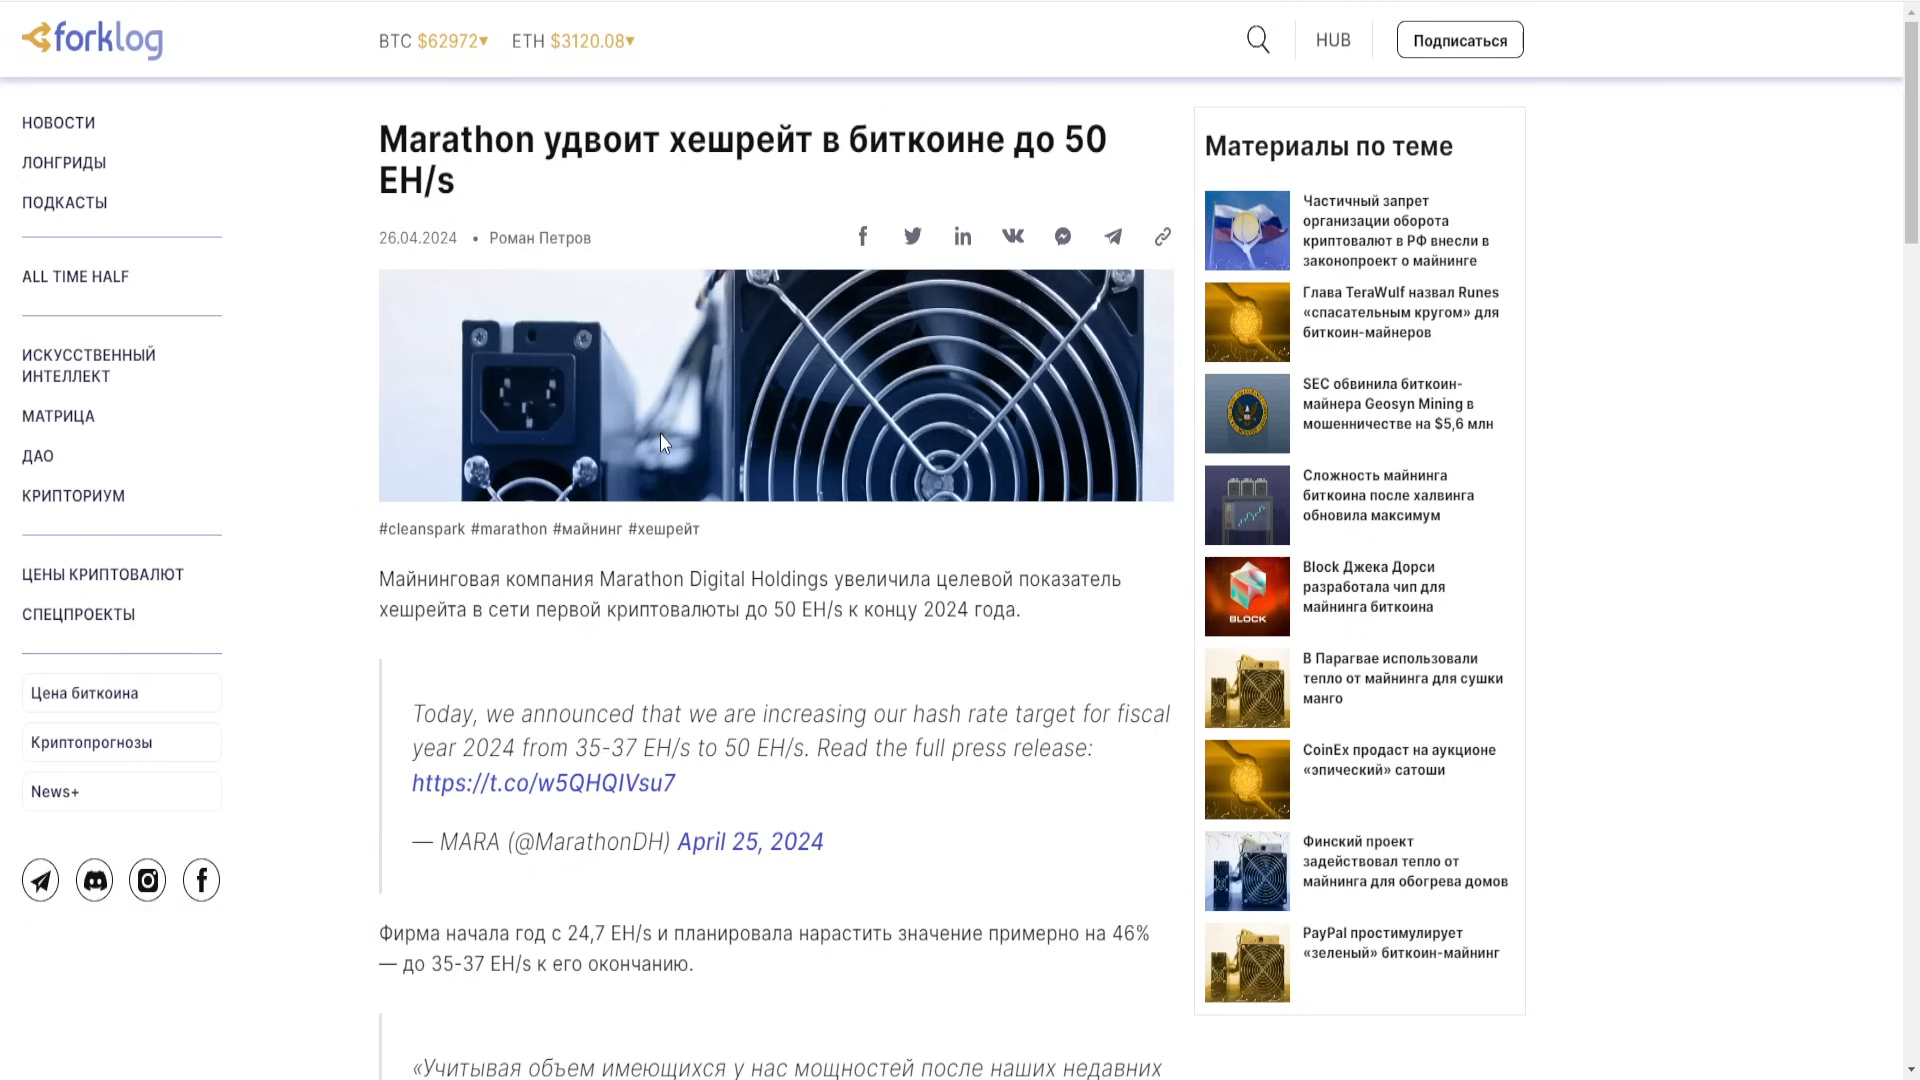 forklog
BTC $62972▼ ETH $3120.08▼
HUB
Подписаться
НОВОСТИ
ЛОНГРИДЫ
ПОДКАСТЫ
ALL TIME HALF
ИСКУССТВЕННЫЙ
ИНТЕЛЛЕКТ
МАТРИЦА
ДАО
КРИПТОРИУМ
ЦЕНЫ КРИПТОВАЛЮТ
СПЕЦПРОЕКТЫ
Цена биткоина
Криптопрогнозы
News+
Marathon удвоит хешрейт в биткоине до 50
EH/s
26.04.2024 • Роман Петров
#cleanspark #marathon #майнинг #хешрейт
Майнинговая компания Marathon Digital Holdings увеличила целевой показатель
хешрейта в сети первой криптовалюты до 50 EH/s к концу 2024 года.
Today, we announced that we are increasing our hash rate target for fiscal
year 2024 from 35-37 EH/s to 50 EH/s. Read the full press release:
https://t.co/w5QHQIVsu7
— MARA (@MarathonDH) April 25, 2024
Фирма начала год с 24,7 EH/s и планировала нарастить значение примерно на 46%
— до 35-37 EH/s к его окончанию.
«Учитывая объем имеющихся у нас мощностей после наших недавних
Материалы по теме
Частичный запрет
организации оборота
криптовалют в РФ внесли в
законопроект о майнинге
Глава TeraWulf назвал Runes
«спасательным кругом» для
биткоин-майнеров
SEC обвинила биткоин-
майнера Geosyn Mining в
мошенничестве на $5,6 млн
Сложность майнинга
биткоина после халвинга
обновила максимум
BLOCK
Block Джека Дорси
разработала чип для
майнинга биткоина
В Парагвае использовали
тепло от майнинга для сушки
манго
CoinEx продаст на аукционе
«эпический» сатоши
Финский проект
задействовал тепло от
майнинга для обогрева домов
PayPal простимулирует
«зеленый» биткоин-майнинг